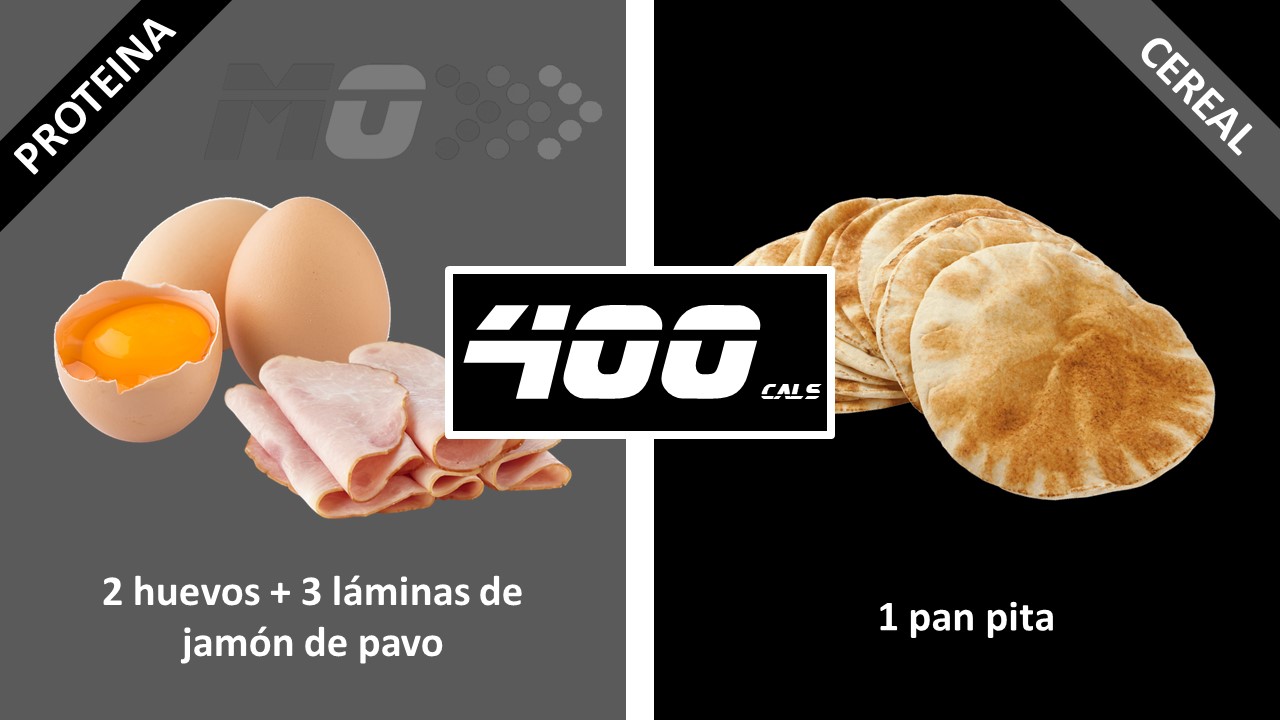 PROTEINA
MO
CEREAL
400
CALS
2 huevos + 3 láminas de
jamón de pavo
1 pan pita